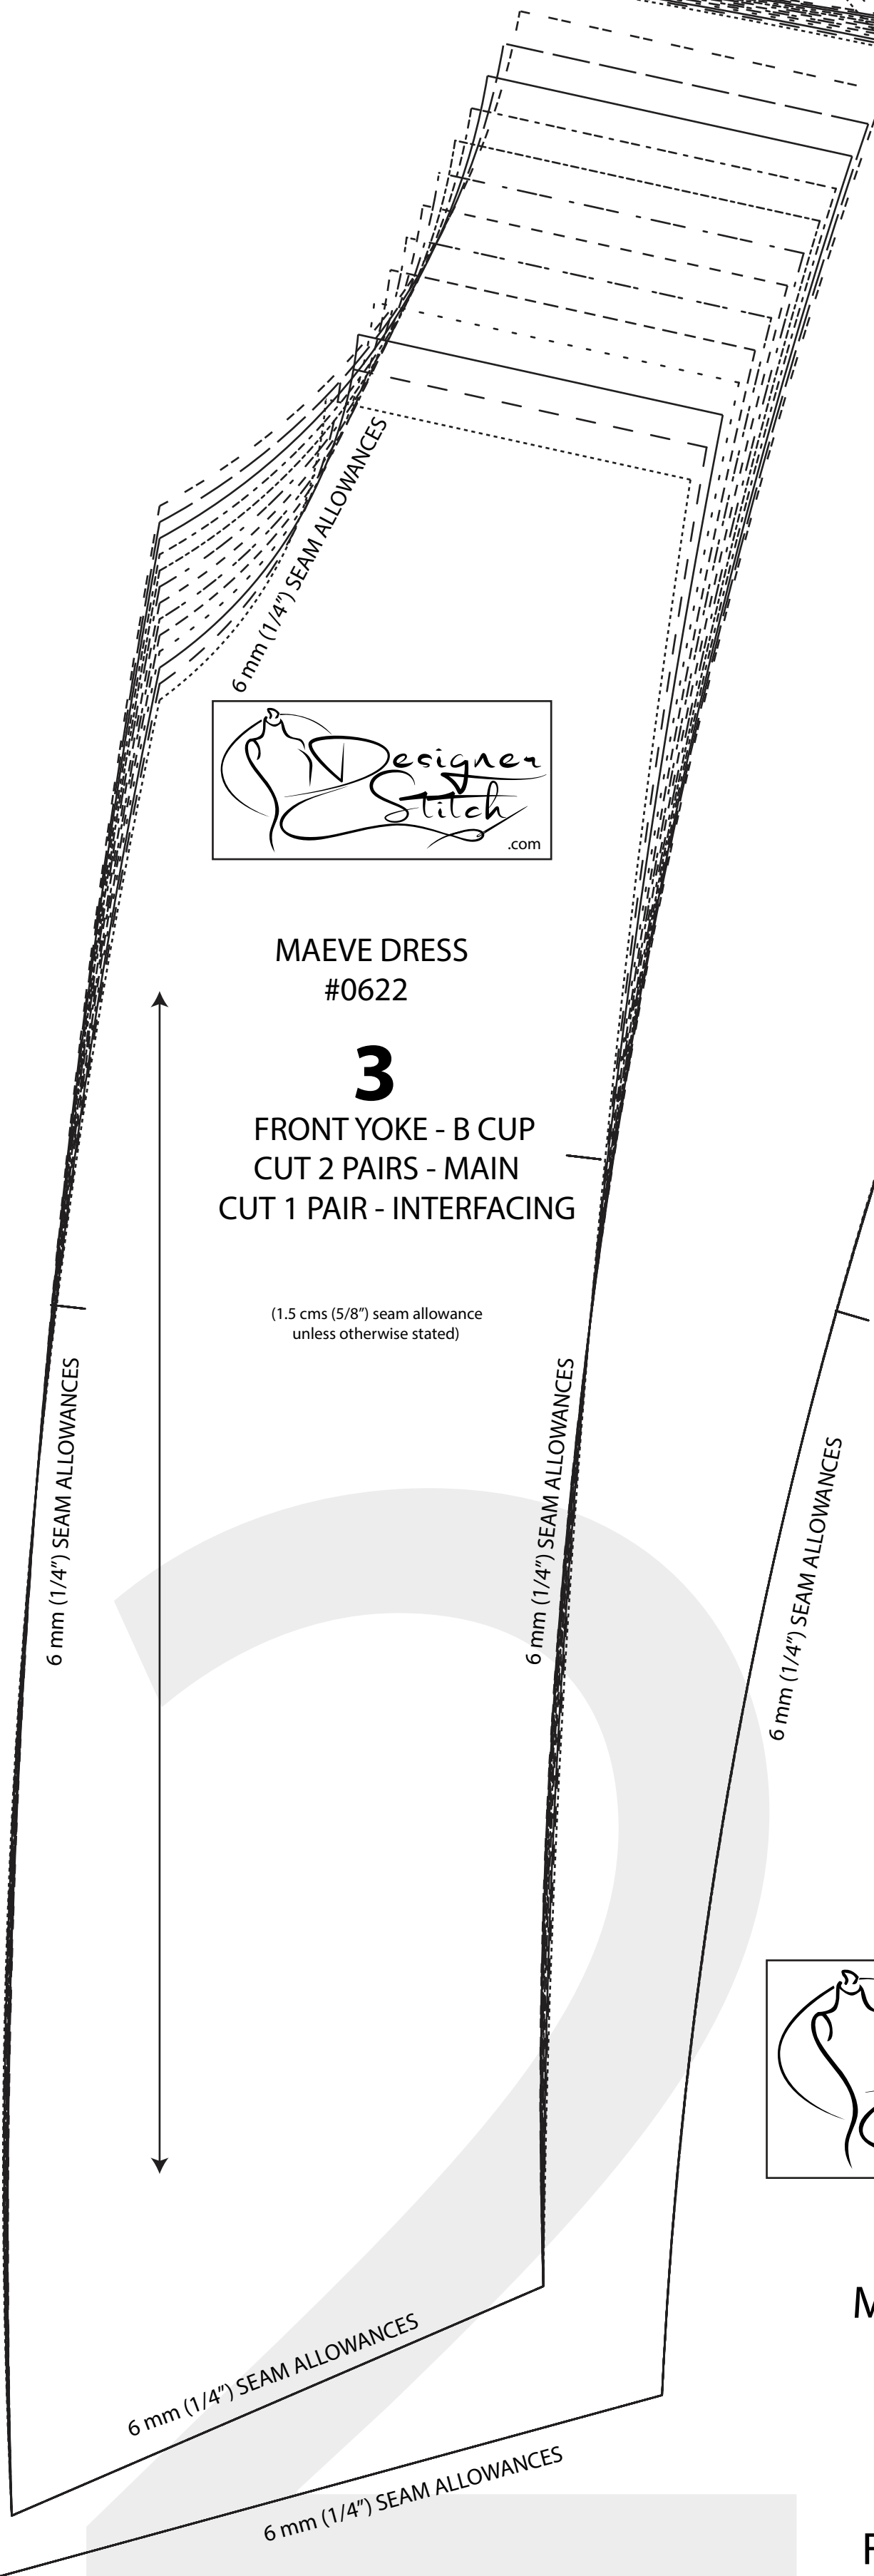 6 mm (1/4") SEAM ALLOWANCES
Designer
Stitch
.com
MAEVE DRESS
#0622
3
FRONT YOKE - B CUP
CUT 2 PAIRS - MAIN
CUT 1 PAIR - INTERFACING
(1.5 cms (5/8") seam allowance
unless otherwise stated)
6 mm (1/4") SEAM ALLOWANCES
6 mm (1/4") SEAM ALLOWANCES
6 mm (1/4") SEAM ALLOWANCES
2
M
6 mm (1/4") SEAM ALLOWANCES
6 mm (1/4") SEAM ALLOWANCES